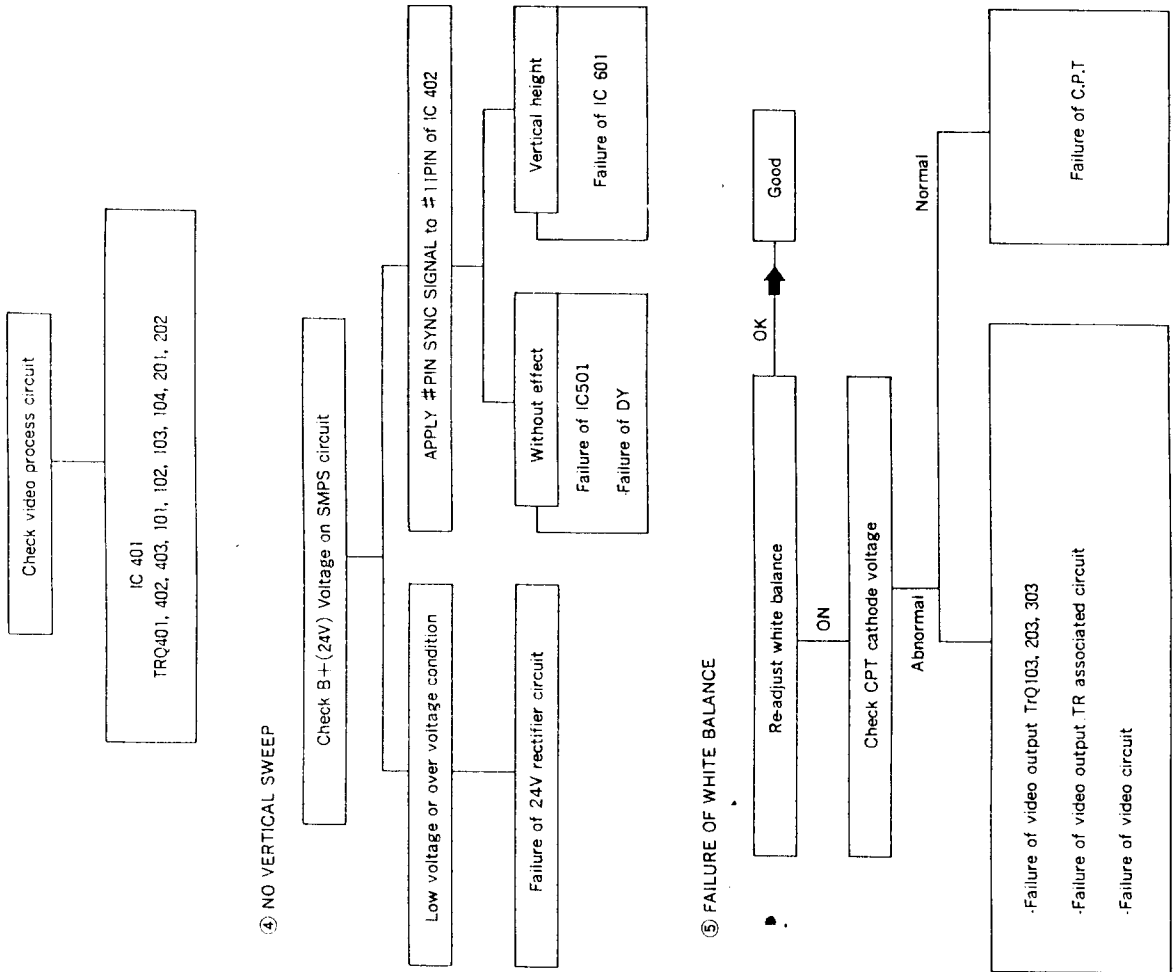 Check video process circuit
IC 401
TRQ401, 402, 403, 101, 102, 103, 104, 201, 202
④ NO VERTICAL SWEEP
Check B+(24V) Voltage on SMPS circuit
Low voltage or over voltage condition
Failure of 24V rectifier circuit
APPLY #PIN SYNC SIGNAL to #11PIN of IC 402
Without effect
Failure of IC501
·Failure of DY
Vertical height
Failure of IC 601
⑤ FAILURE OF WHITE BALANCE
Re-adjust white balance
OK
Good
ON
Check CPT cathode voltage
Abnormal
Normal
·Failure of video output TrQ103, 203, 303
·Failure of video output TR associated circuit
·Failure of video circuit
Failure of C.P.T